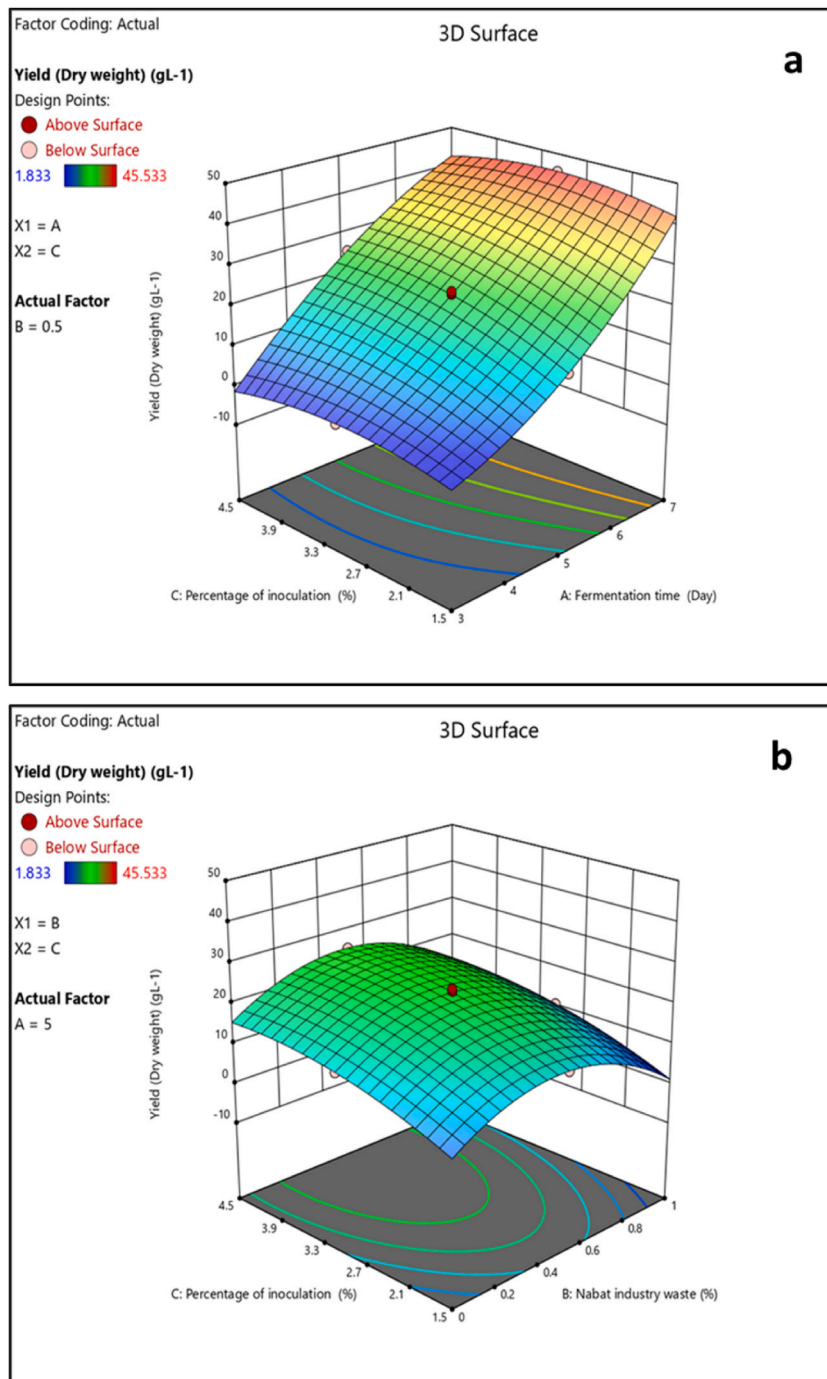 Factor Coding: Actual
3D Surface
a
Yield (Dry weight) (gL-1)
Design Points:
Above Surface
Below Surface
1.833 45.533
X1 = A
X2 = C
Actual Factor
B = 0.5
Yield (Dry weight) (gL-1)
50
40
30
20
10
0
-10
4.5
3.9
3.3
2.7
2.1
1.5
3
4
5
6
7
C: Percentage of inoculation (%)
A: Fermentation time (Day)
Factor Coding: Actual
3D Surface
b
Yield (Dry weight) (gL-1)
Design Points:
Above Surface
Below Surface
1.833 45.533
X1 = B
X2 = C
Actual Factor
A = 5
Yield (Dry weight) (gL-1)
50
40
30
20
10
0
-10
4.5
3.9
3.3
2.7
2.1
1.5
0
0.2
0.4
0.6
0.8
1
C: Percentage of inoculation (%)
B: Nabat industry waste (%)